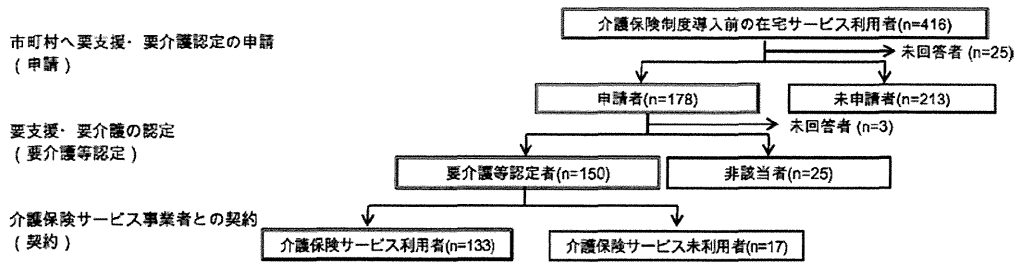 介護保険制度導入前の在宅サービス利用者(n=416)
市町村へ要支援・要介護認定の申請
（申請）
未回答者 (n=25)
申請者(n=178)
未申請者(n=213)
要支援・要介護の認定
（要介護等認定）
未回答者 (n=3)
要介護等認定者(n=150)
非該当者(n=25)
介護保険サービス事業者との契約
（契約）
介護保険サービス利用者(n=133)
介護保険サービス未利用者(n=17)